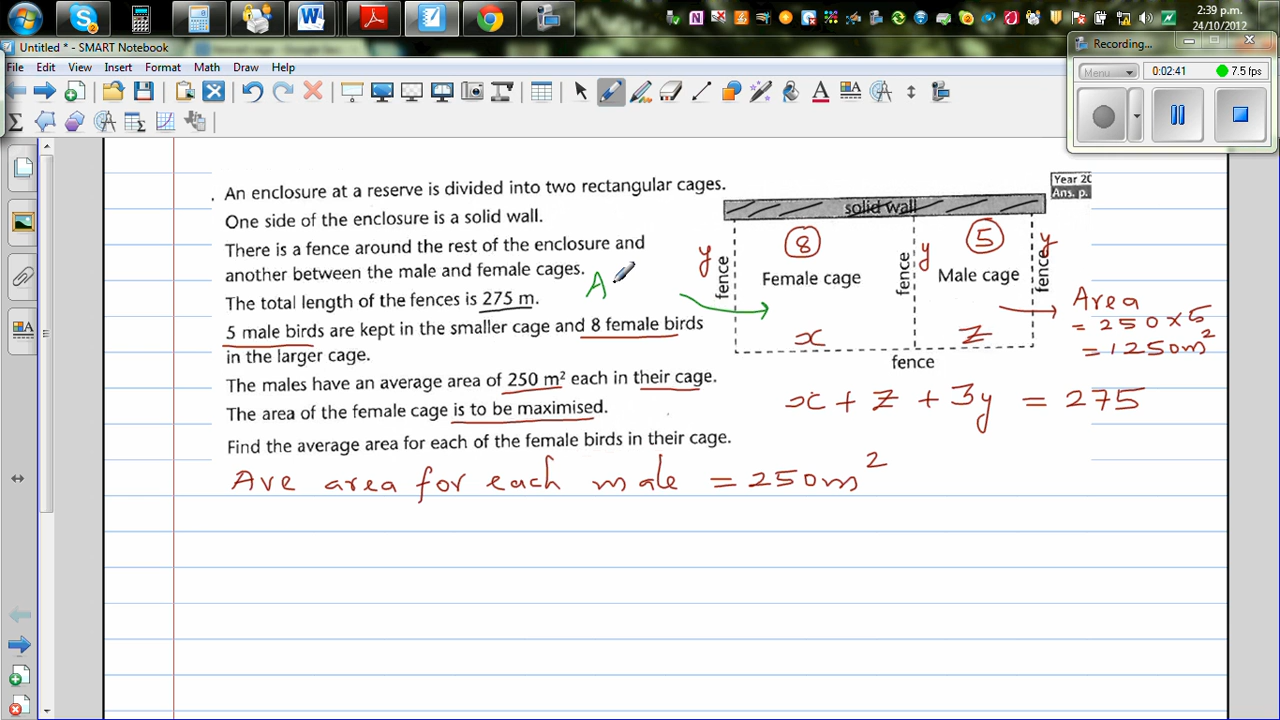 2:39 p.m.
24/10/2012
Untitled * - SMART Notebook
File Edit View Insert Format Math Draw Help
Recording...
Menu
0:02:41
7.5 fps
An enclosure at a reserve is divided into two rectangular cages.
One side of the enclosure is a solid wall.
There is a fence around the rest of the enclosure and
another between the male and female cages.
The total length of the fences is 275 m.
5 male birds are kept in the smaller cage and 8 female birds
in the larger cage.
The males have an average area of 250 m² each in their cage.
The area of the female cage is to be maximised.
Find the average area for each of the female birds in their cage.
A
Year 20
Ans. p.
solid wall
8
5
y
y
y
fence
Female cage
fence
Male cage
fence
x
z
fence
Area
= 250 × 5
= 1250m²
x + z + 3y = 275
Ave area for each male = 250m²